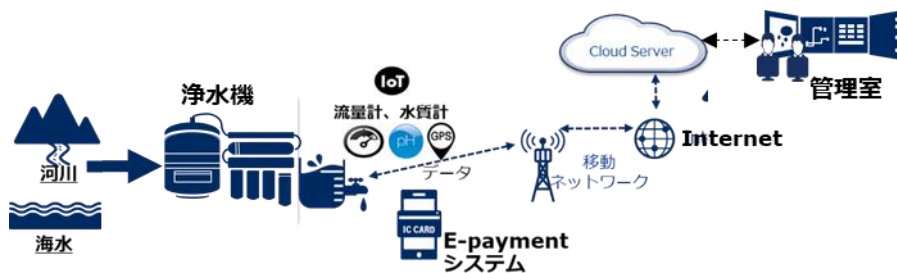 Cloud Server
管理室
IoT
浄水機
流量計、水質計
pH
GPS
Internet
河川
データ
移動
ネットワーク
IC CARD
海水
E-payment
システム